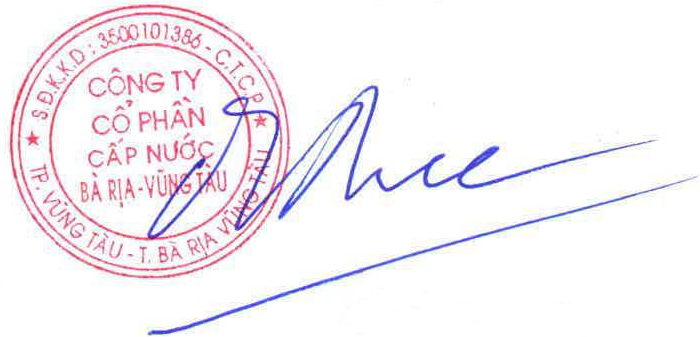 S.Đ.K.K.D: 3500101386 - C.T.C.P
CÔNG TY
CỔ PHẦN
CẤP NƯỚC
BÀ RỊA-VŨNG TÀU
TP. VŨNG TÀU - T. BÀ RỊA VŨNG TÀU